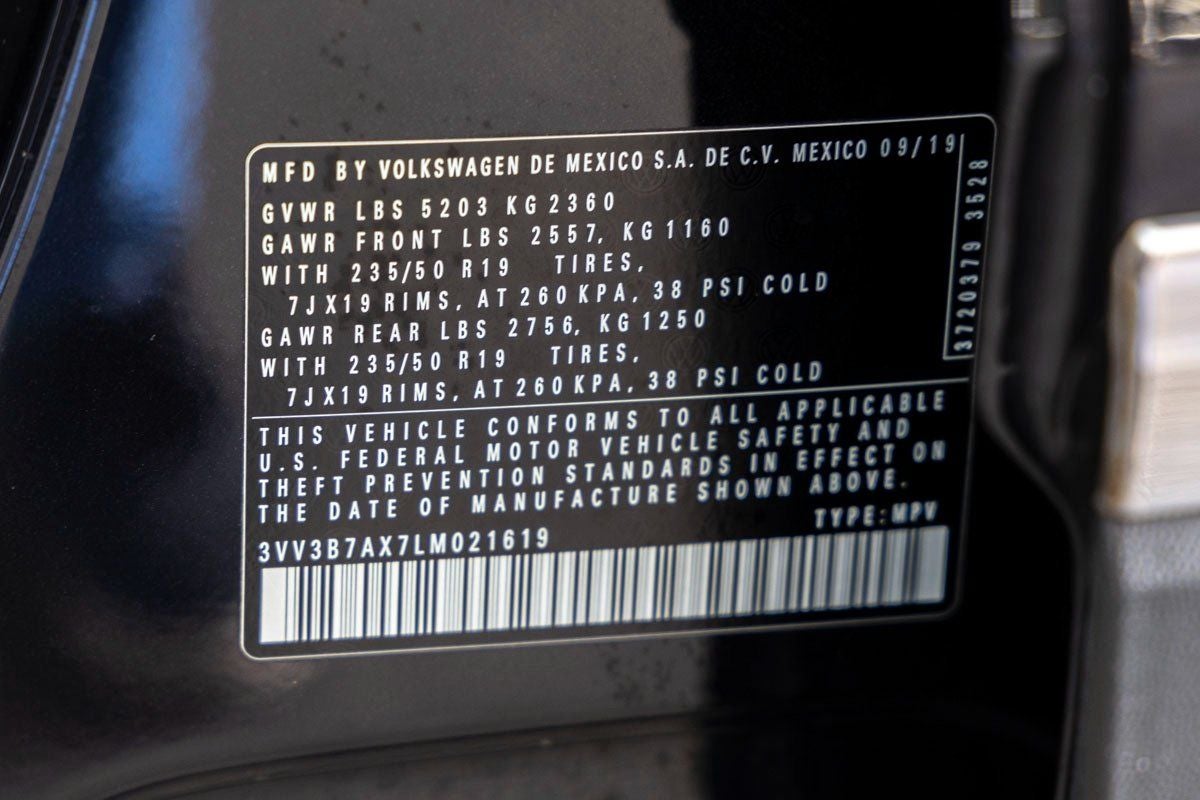 MFD BY VOLKSWAGEN DE MEXICO S.A. DE C.V. MEXICO 09/19
GVWR LBS 5203 KG 2360
GAWR FRONT LBS 2557, KG 1160
WITH 235/50 R19 TIRES,
7JX19 RIMS, AT 260 KPA, 38 PSI COLD
GAWR REAR LBS 2756, KG 1250
WITH 235/50 R19 TIRES,
7JX19 RIMS, AT 260 KPA, 38 PSI COLD
3720379 3528
THIS VEHICLE CONFORMS TO ALL APPLICABLE
U.S. FEDERAL MOTOR VEHICLE SAFETY AND
THEFT PREVENTION STANDARDS IN EFFECT ON
THE DATE OF MANUFACTURE SHOWN ABOVE.
TYPE:MPV
3VV3B7AX7LM021619